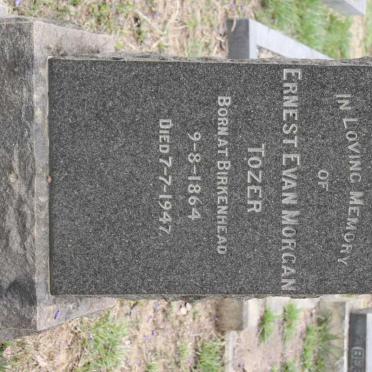 IN LOVING MEMORY
OF
ERNEST EVAN MORGAN
TOZER
BORN AT BIRKENHEAD
9-8-1864
DIED 7-7-1947.